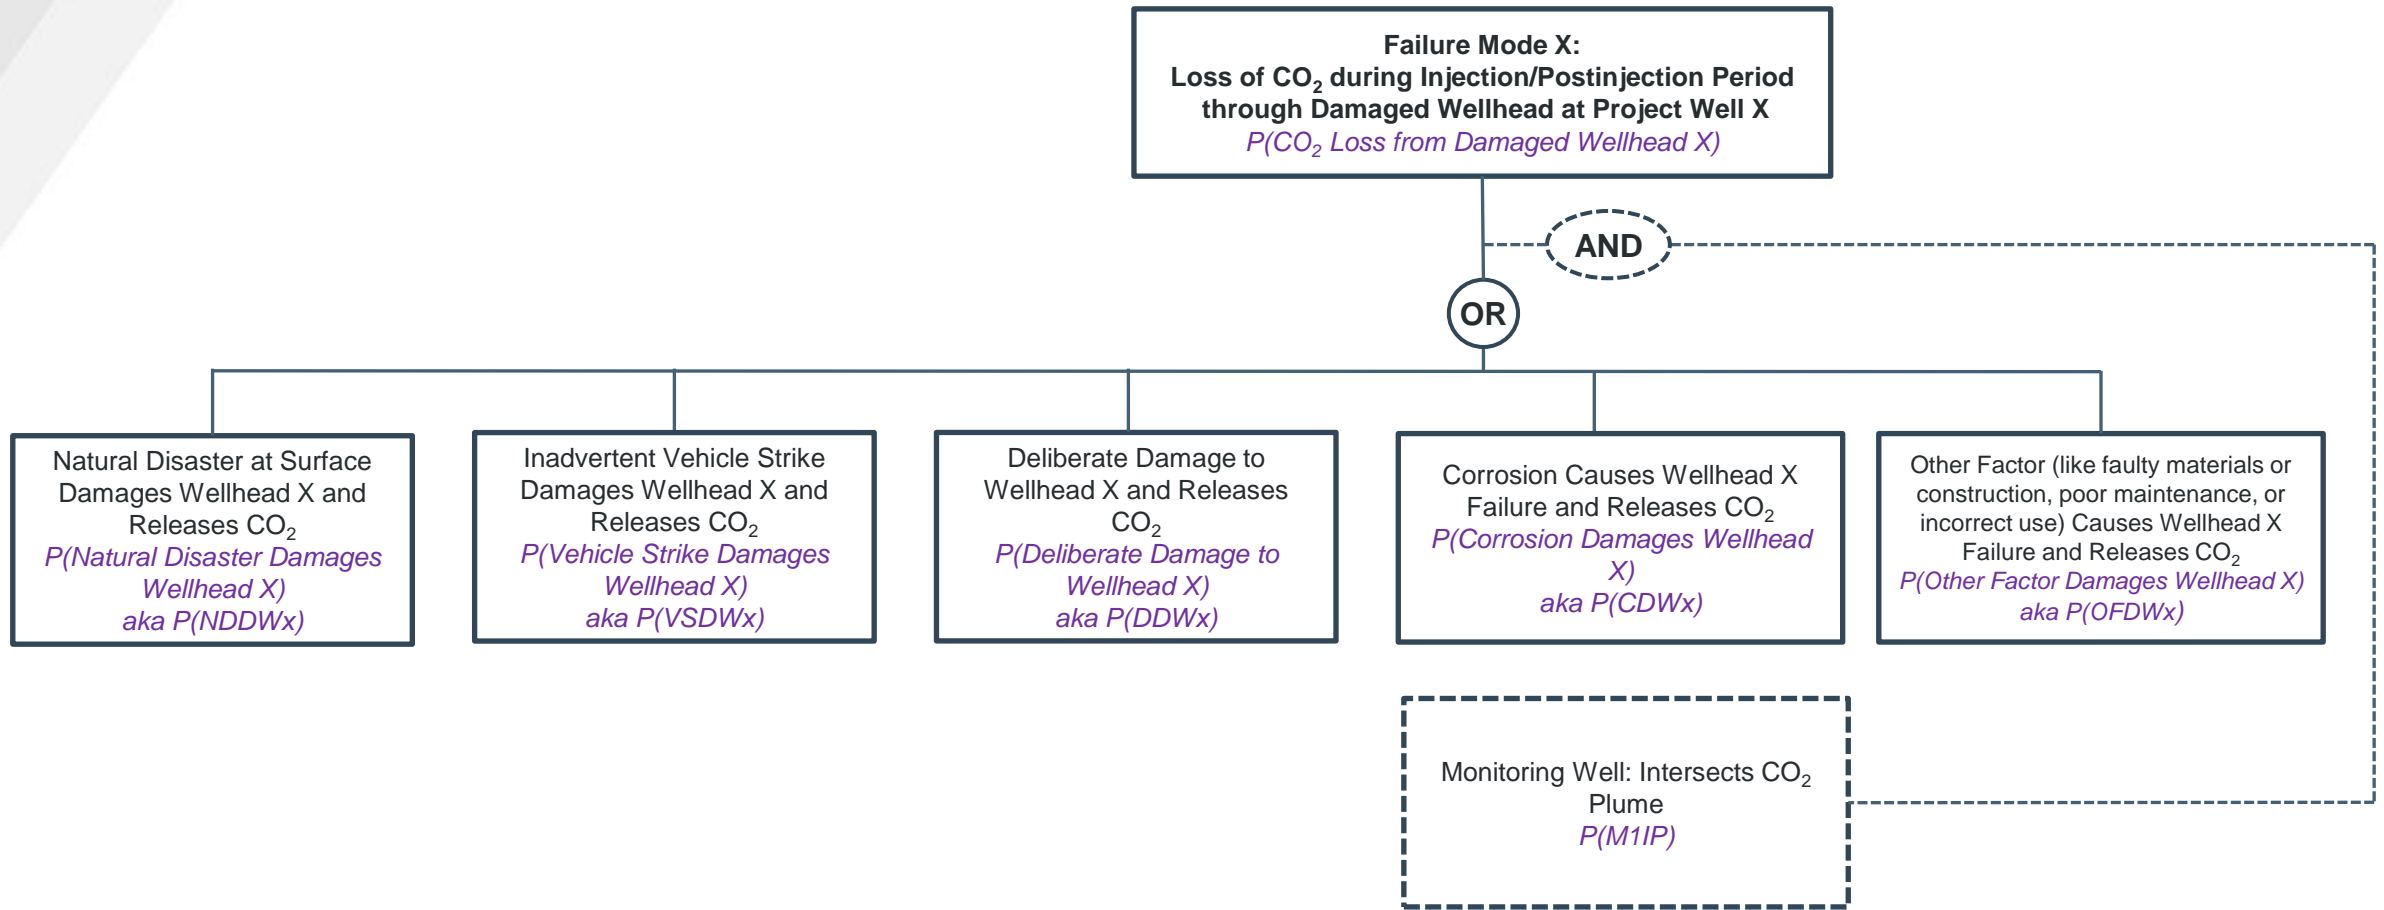 Failure Mode X:
Loss of CO₂ during Injection/Postinjection Period
through Damaged Wellhead at Project Well X
P(CO₂ Loss from Damaged Wellhead X)
AND
OR
Natural Disaster at Surface
Damages Wellhead X and
Releases CO₂
P(Natural Disaster Damages
Wellhead X)
aka P(NDDWx)
Inadvertent Vehicle Strike
Damages Wellhead X and
Releases CO₂
P(Vehicle Strike Damages
Wellhead X)
aka P(VSDWx)
Deliberate Damage to
Wellhead X and Releases
CO₂
P(Deliberate Damage to
Wellhead X)
aka P(DDWx)
Corrosion Causes Wellhead X
Failure and Releases CO₂
P(Corrosion Damages Wellhead
X)
aka P(CDWx)
Other Factor (like faulty materials or
construction, poor maintenance, or
incorrect use) Causes Wellhead X
Failure and Releases CO₂
P(Other Factor Damages Wellhead X)
aka P(OFDWx)
Monitoring Well: Intersects CO₂
Plume
P(M1IP)